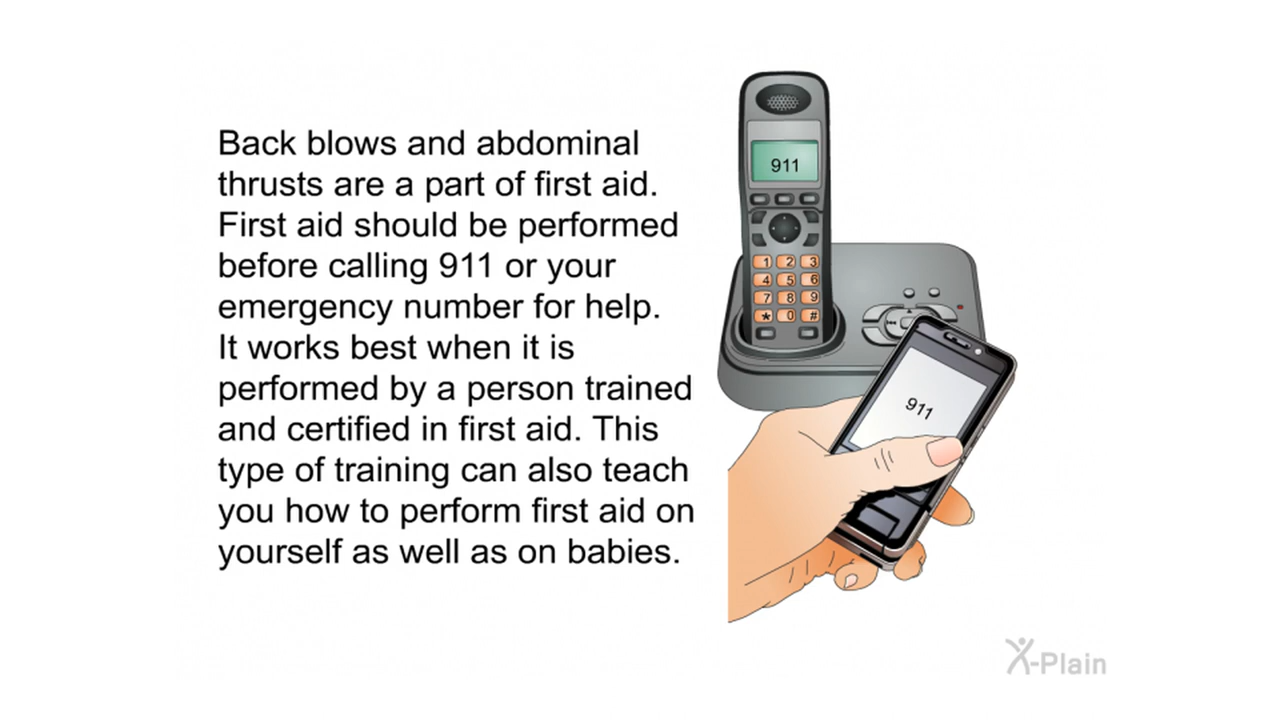 Back blows and abdominal
thrusts are a part of first aid.
First aid should be performed
before calling 911 or your
emergency number for help.
It works best when it is
performed by a person trained
and certified in first aid. This
type of training can also teach
you how to perform first aid on
yourself as well as on babies.
911
1 2 3
4 5 6
7 8 9
* 0 #
911
X-Plain